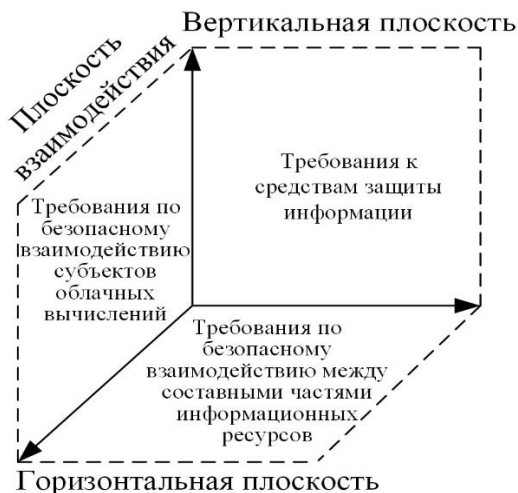 Вертикальная плоскость
Плоскость
взаимодействия
Требования к
средствам защиты
информации
Требования по
безопасному
взаимодействию
субъектов
облачных
вычислений
Требования по
безопасному
взаимодействию между
составными частями
информационных
ресурсов
Горизонтальная плоскость